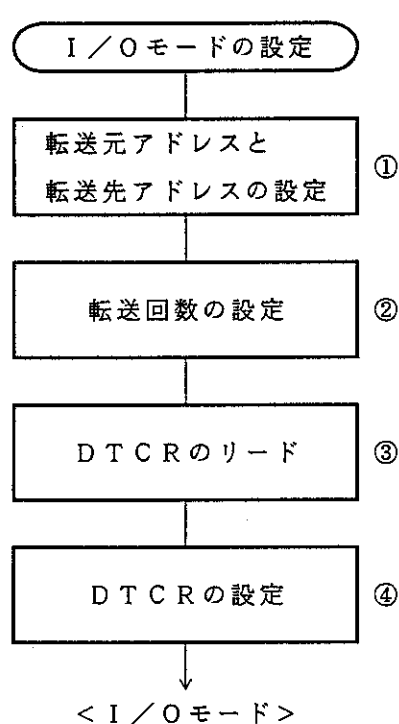 I／Oモードの設定
転送元アドレスと
転送先アドレスの設定
①
転送回数の設定
②
DTCRのリード
③
DTCRの設定
④
＜I／Oモード＞